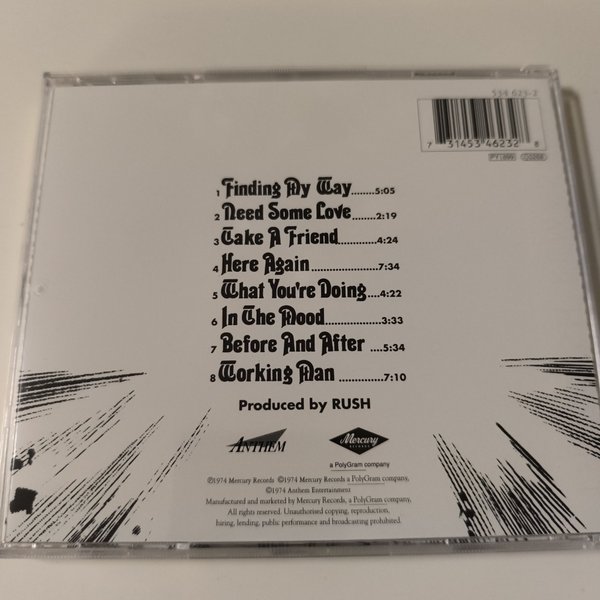 534 623-2
7 31453 46232 8
PY 899 
1 Finding My Way........5:05
2 Need Some Love........2:19
3 Take A Friend............4:24
4 Here Again..................7:34
5 What You're Doing....4:22
6 In The Mood...............3:33
7 Before And After ....5:34
8 Working Man ............7:10
Produced by RUSH
ANTHEM
Mercury
RECORDS
a PolyGram company
℗1974 Mercury Records ©1974 Mercury Records a PolyGram company,
©1974 Anthem Entertainment
Manufactured and marketed by Mercury Records, a PolyGram company,
All rights reserved. Unauthorised copying, reproduction,
hiring, lending, public performance and broadcasting prohibited.